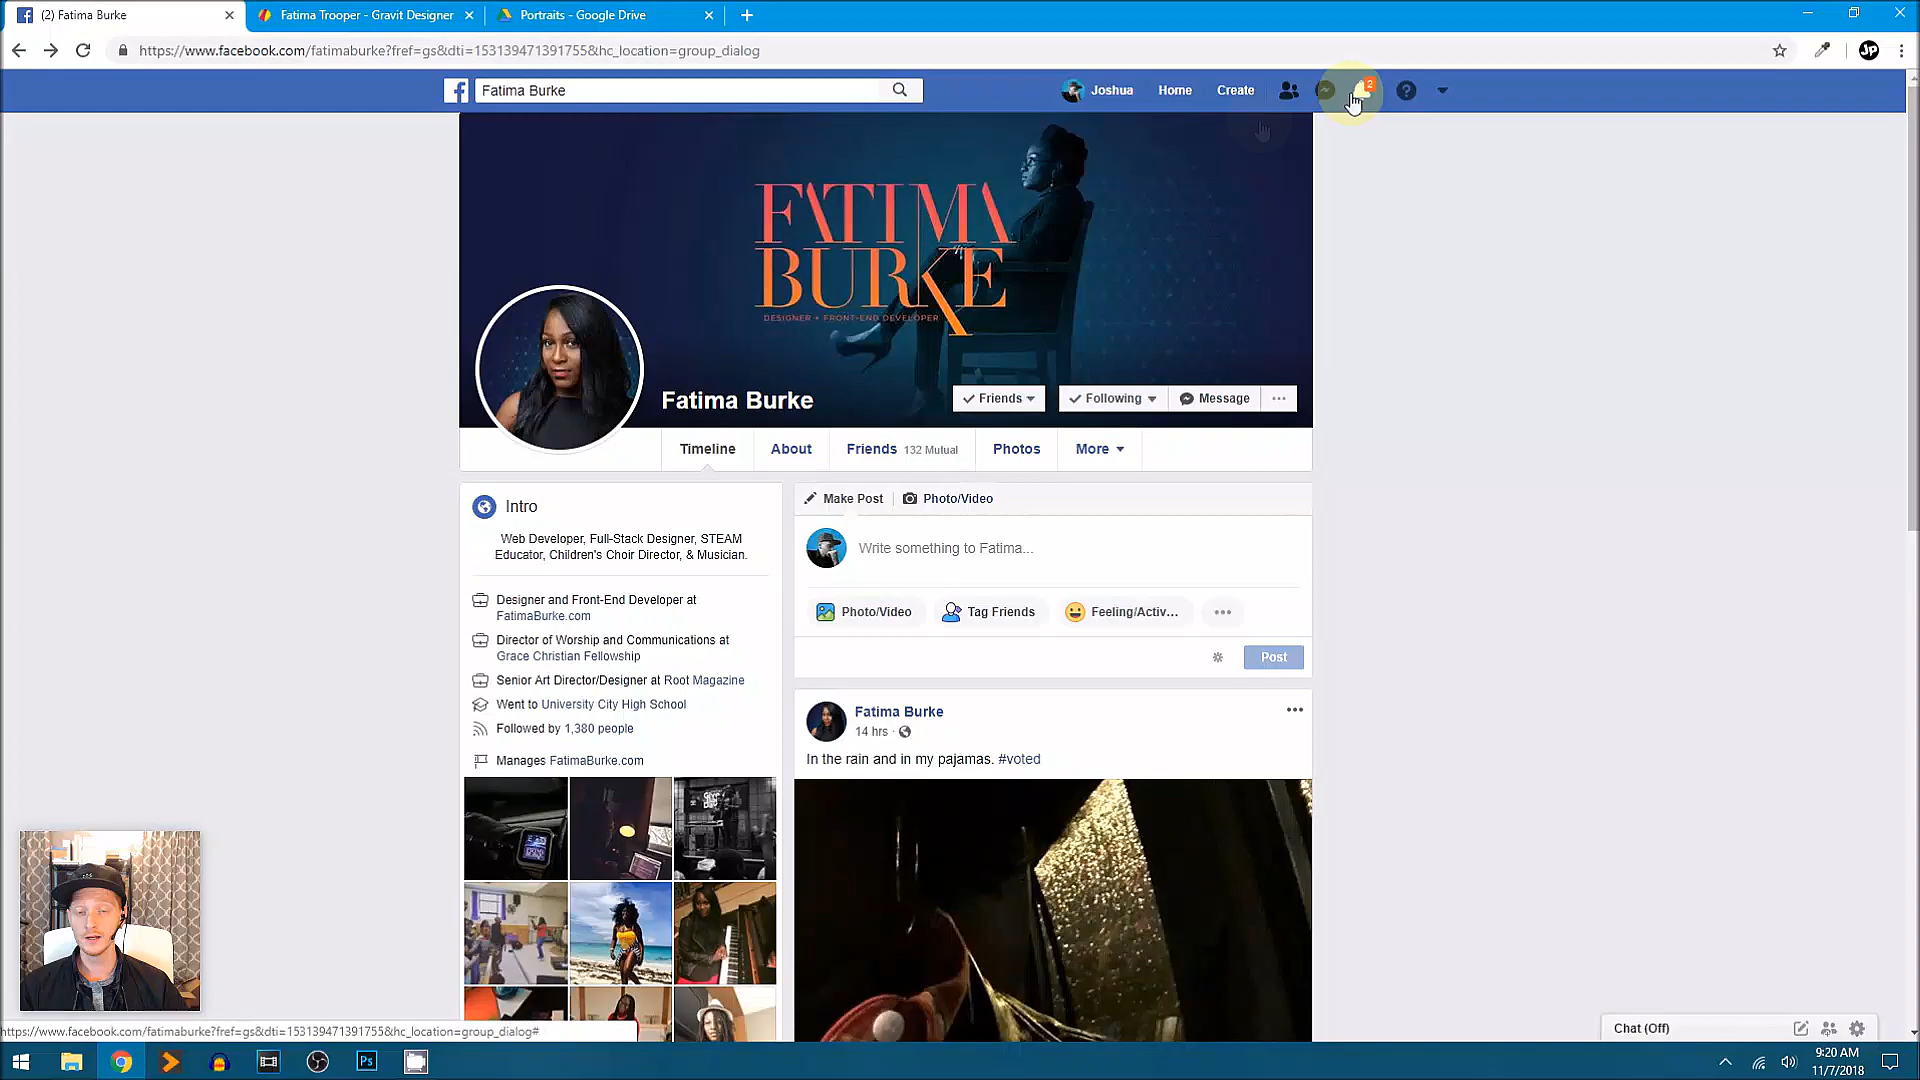 (2) Fatima Burke
Fatima Trooper - Gravit Designer
Portraits - Google Drive
https://www.facebook.com/fatimaburke?fref=gs&dti=153139471391755&hc_location=group_dialog
Jp
Fatima Burke
Joshua
Home
Create
2
FATIMA
BURKE
DESIGNER + FRONT-END DEVELOPER
Fatima Burke
Friends
Following
Message
Timeline
About
Friends 132 Mutual
Photos
More
Intro
Web Developer, Full-Stack Designer, STEAM
Educator, Children's Choir Director, & Musician.
Designer and Front-End Developer at
FatimaBurke.com
Director of Worship and Communications at
Grace Christian Fellowship
Senior Art Director/Designer at Root Magazine
Went to University City High School
Followed by 1,380 people
Manages FatimaBurke.com
Make Post
Photo/Video
Write something to Fatima...
Photo/Video
Tag Friends
Feeling/Activ...
Post
Fatima Burke
14 hrs ·
In the rain and in my pajamas. #voted
https://www.facebook.com/fatimaburke?fref=gs&dti=153139471391755&hc_location=group_dialog#
Chat (Off)
Ps
9:20 AM
11/7/2018